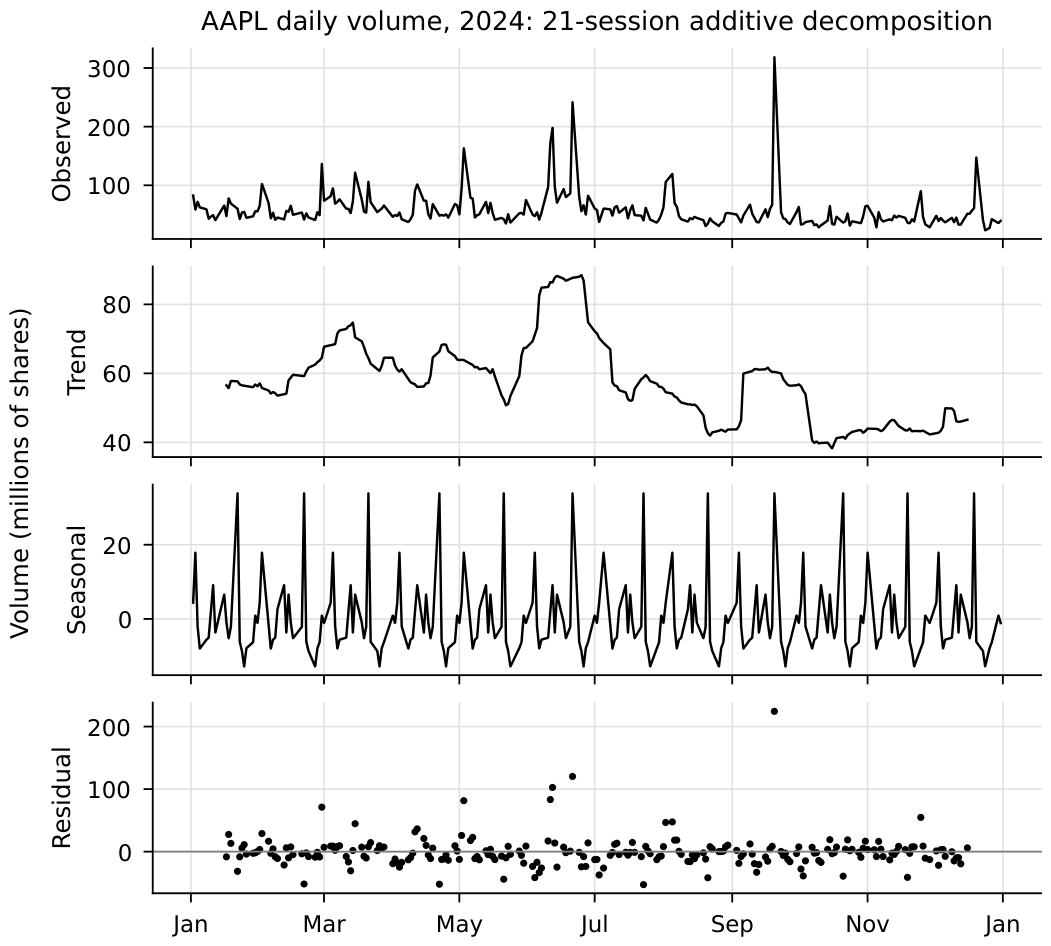 AAPL daily volume, 2024: 21-session additive decomposition
Volume (millions of shares)
Observed
300
200
100
Trend
80
60
40
Seasonal
20
0
Residual
200
100
0
Jan Mar May Jul Sep Nov Jan